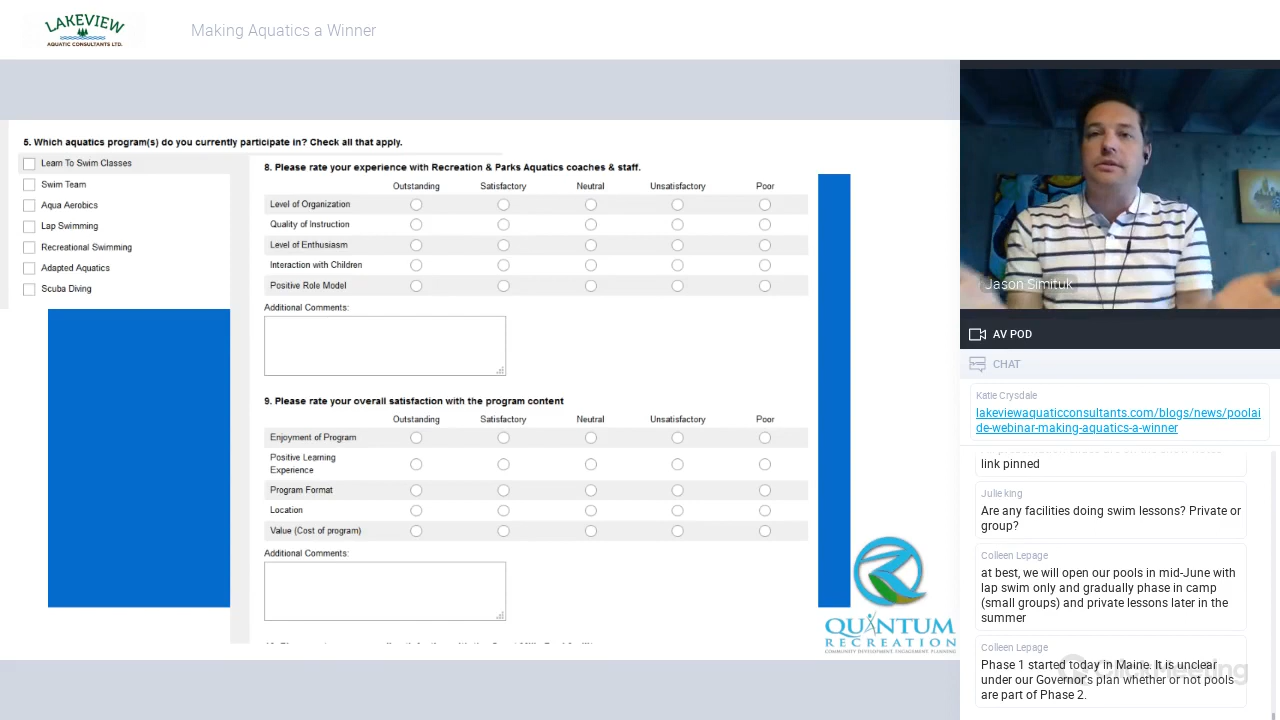 LAKEVIEW
AQUATIC CONSULTANTS LTD.
Making Aquatics a Winner
5. Which aquatics program(s) do you currently participate in? Check all that apply.
Learn To Swim Classes
Swim Team
Aqua Aerobics
Lap Swimming
Recreational Swimming
Adapted Aquatics
Scuba Diving
8. Please rate your experience with Recreation & Parks Aquatics coaches & staff.
Outstanding Satisfactory Neutral Unsatisfactory Poor
Level of Organization
Quality of Instruction
Level of Enthusiasm
Interaction with Children
Positive Role Model
Additional Comments:
9. Please rate your overall satisfaction with the program content
Outstanding Satisfactory Neutral Unsatisfactory Poor
Enjoyment of Program
Positive Learning
Experience
Program Format
Location
Value (Cost of program)
Additional Comments:
QUANTUM
RECREATION
COMMUNITY DEVELOPMENT, ENGAGEMENT, PLANNING
Jason Simituk
AV POD
CHAT
Katie Crysdale
lakeviewaquaticconsultants.com/blogs/news/poolai
de-webinar-making-aquatics-a-winner
link pinned
Julie king
Are any facilities doing swim lessons? Private or
group?
Colleen Lepage
at best, we will open our pools in mid-June with
lap swim only and gradually phase in camp
(small groups) and private lessons later in the
summer
Colleen Lepage
Phase 1 started today in Maine. It is unclear
under our Governor's plan whether or not pools
are part of Phase 2.